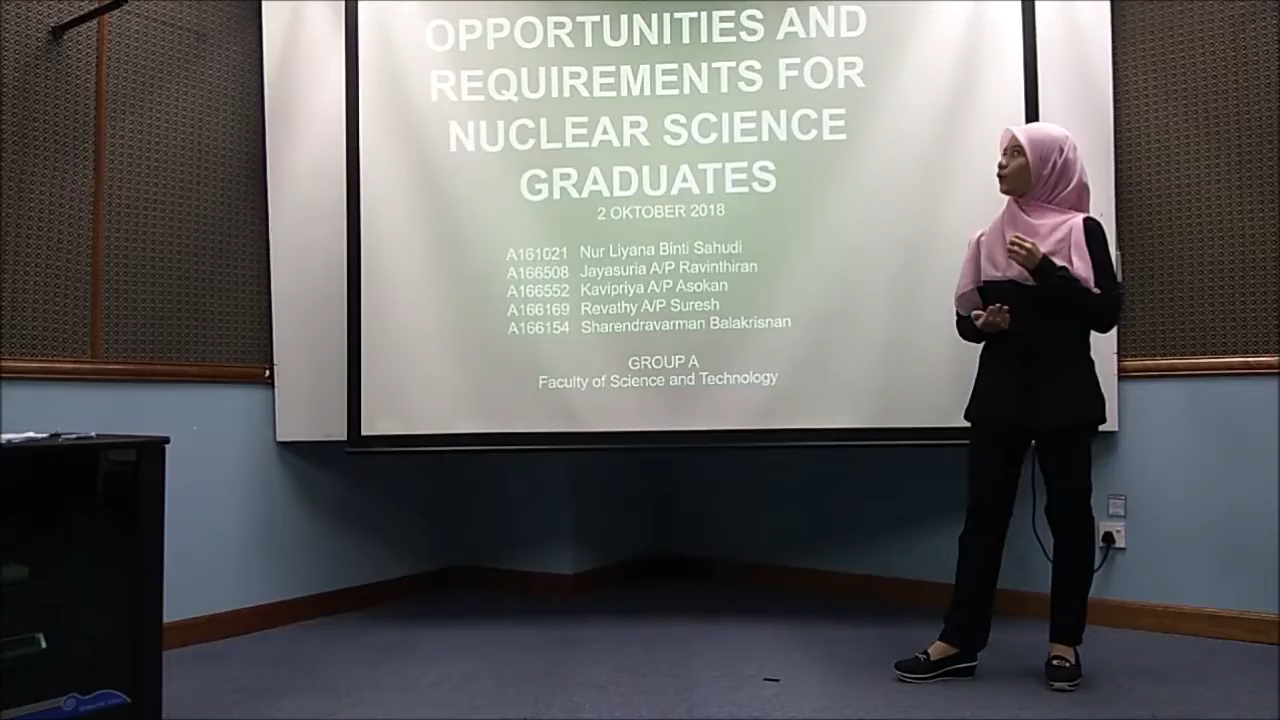 OPPORTUNITIES AND
REQUIREMENTS FOR
NUCLEAR SCIENCE
GRADUATES
2 OKTOBER 2018
A161021 Nur Liyana Binti Sahudi
A166508 Jayasuria A/P Ravinthiran
A166552 Kavipriya A/P Asokan
A166169 Revathy A/P Suresh
A166154 Sharendravarman Balakrisnan
GROUP A
Faculty of Science and Technology